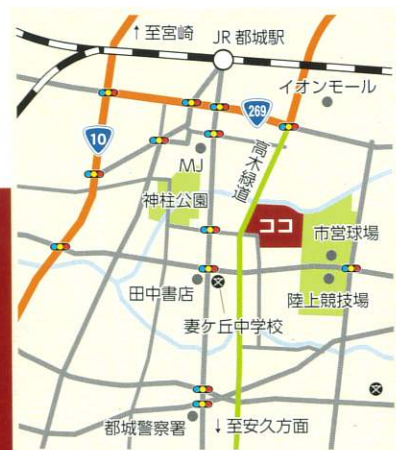 ↑至宮崎
JR都城駅
イオンモール
269
10
高木緑道
MJ
神柱公園
ココ
市営球場
田中書店
陸上競技場
妻ケ丘中学校
都城警察署
↓至安久方面